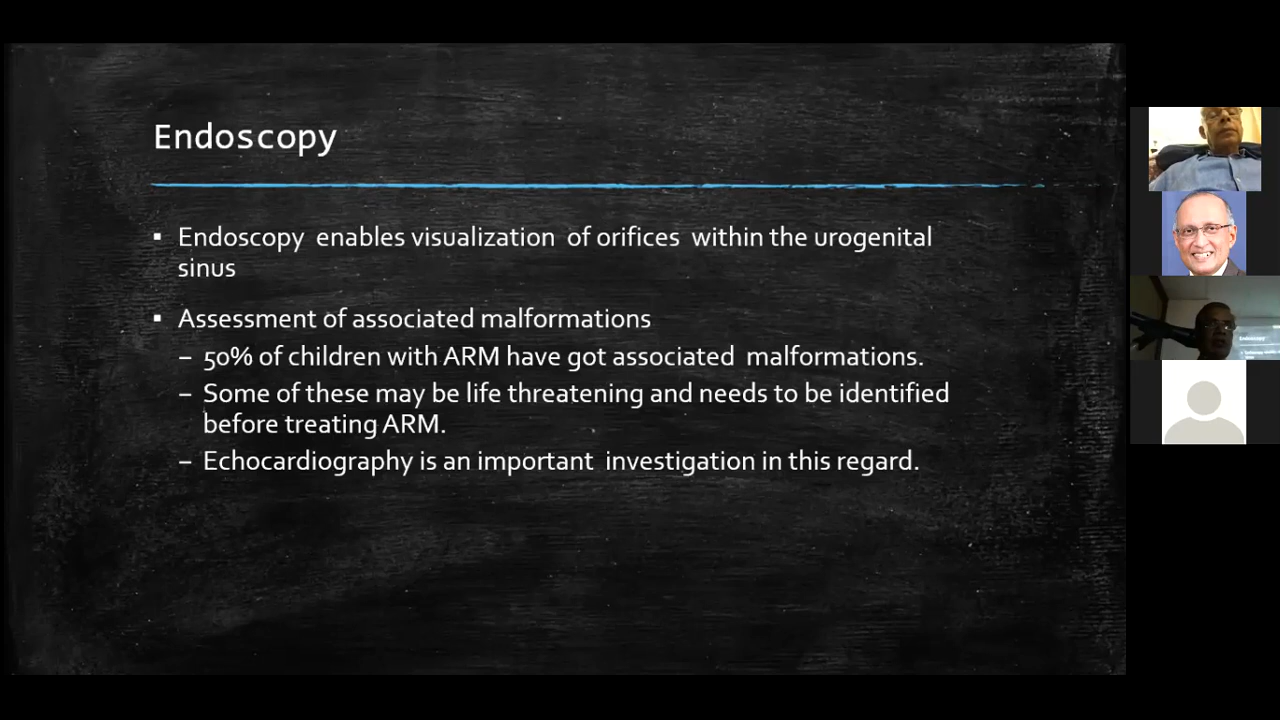 Endoscopy
▪ Endoscopy enables visualization of orifices within the urogenital
sinus
▪ Assessment of associated malformations
– 50% of children with ARM have got associated malformations.
– Some of these may be life threatening and needs to be identified
before treating ARM.
– Echocardiography is an important investigation in this regard.